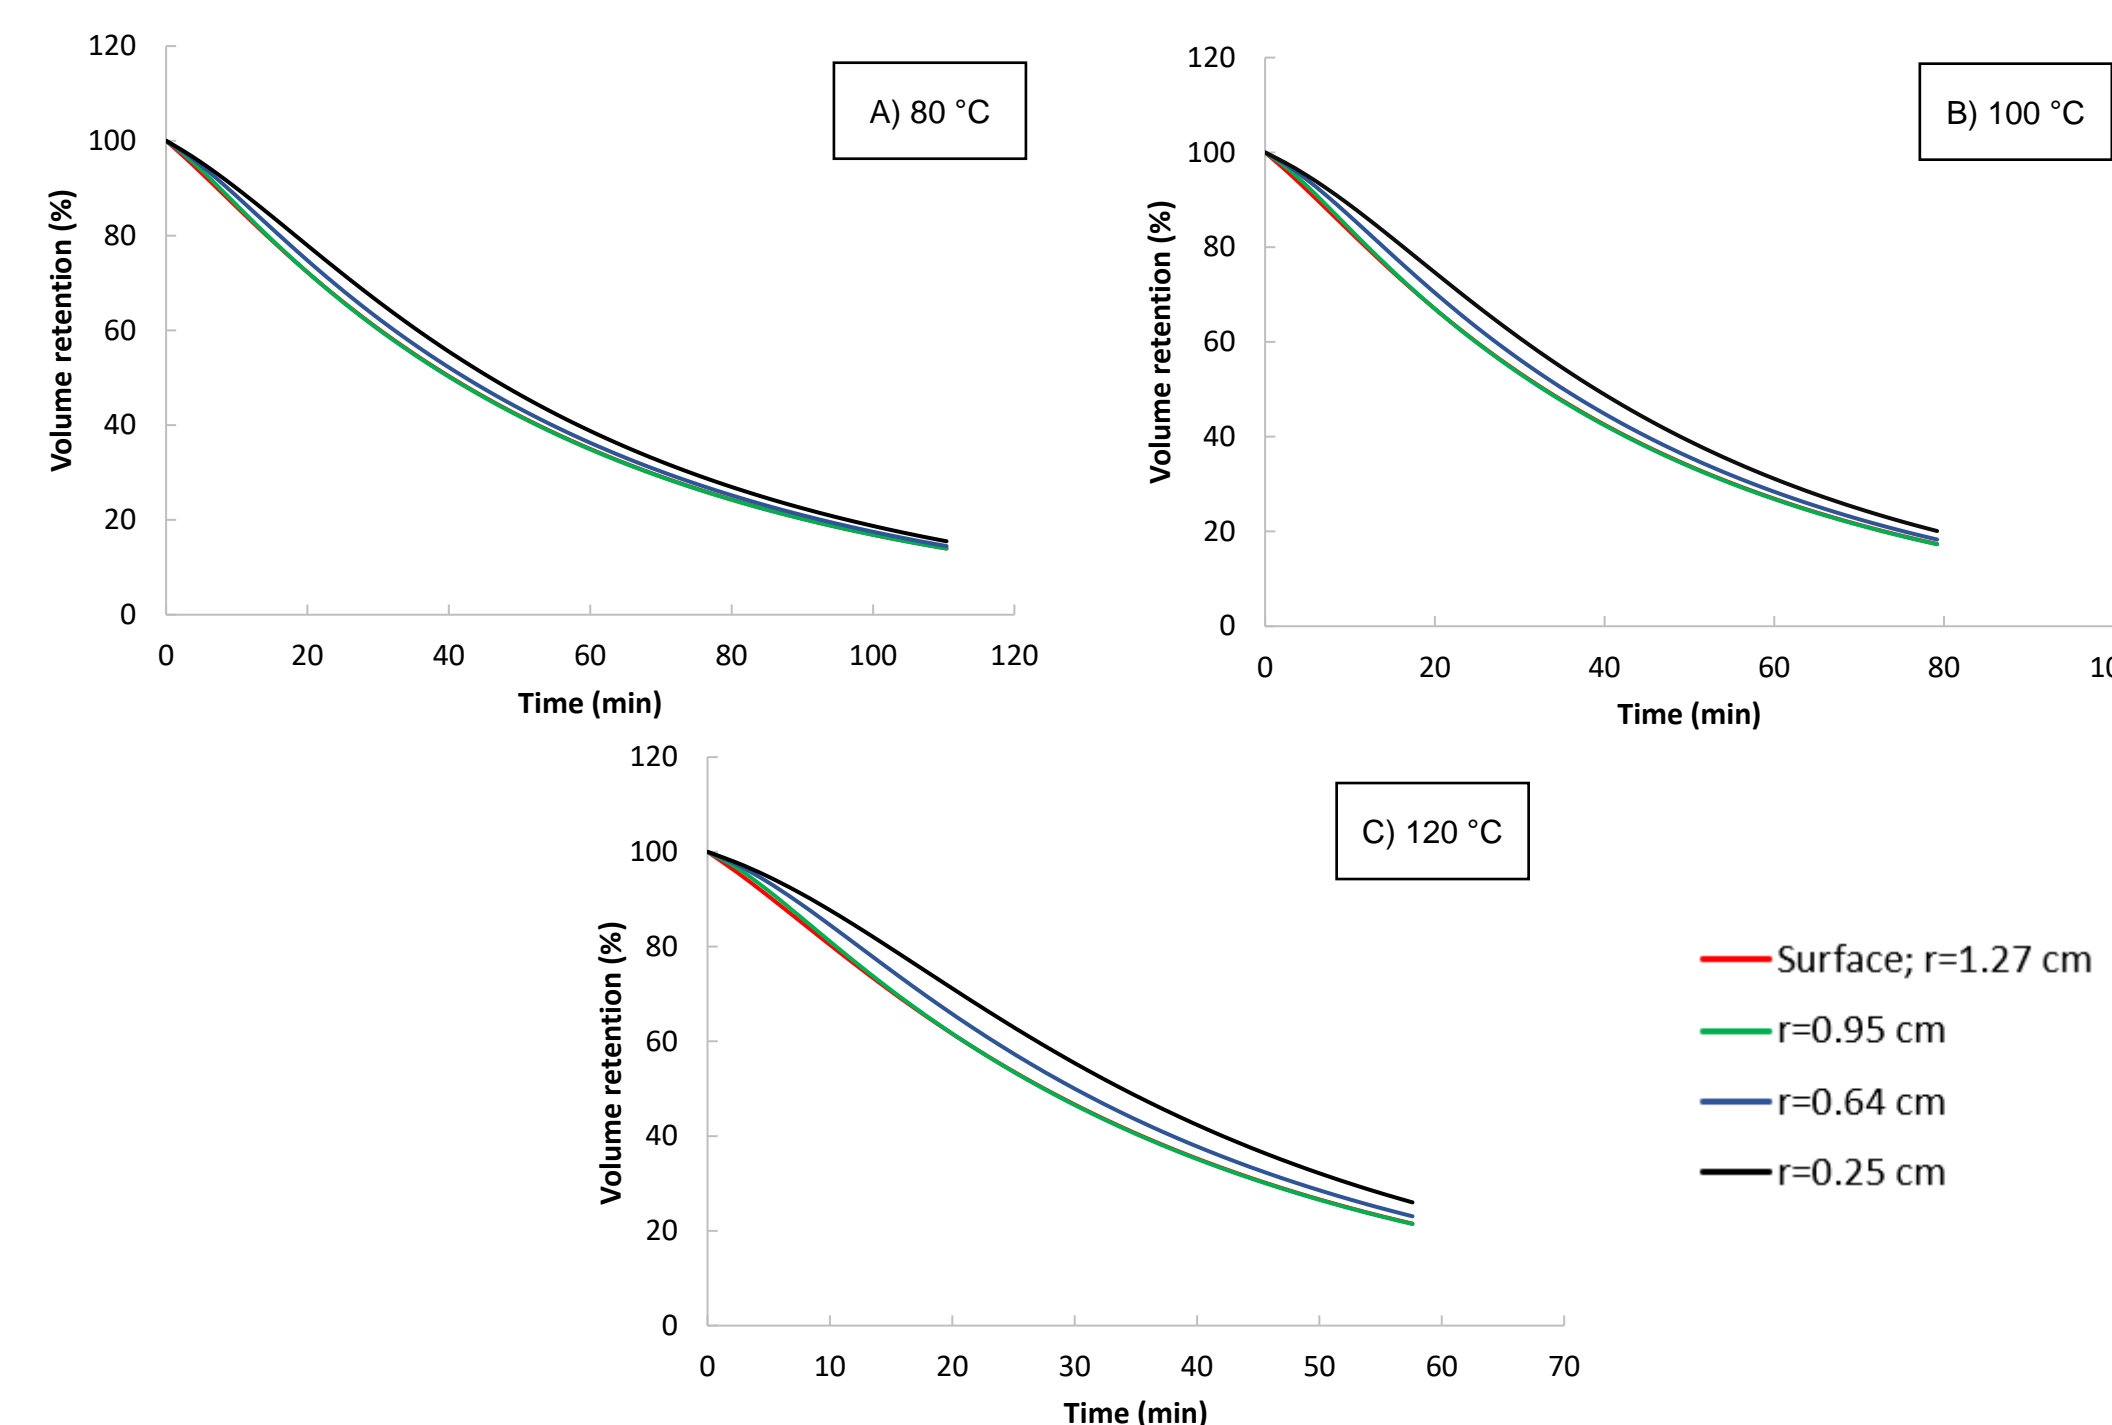 120
100
80
60
40
20
0
Volume retention (%)
A) 80 °C
0 20 40 60 80 100 120
Time (min)
120
100
80
60
40
20
0
Volume retention (%)
B) 100 °C
0 20 40 60 80 10
Time (min)
120
100
80
60
40
20
0
Volume retention (%)
C) 120 °C
0 10 20 30 40 50 60 70
Time (min)
Surface; r=1.27 cm
r=0.95 cm
r=0.64 cm
r=0.25 cm